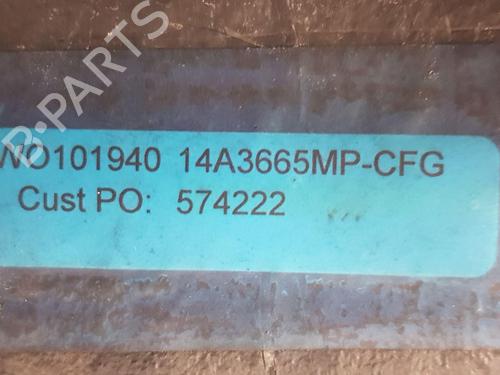 WO101940 14A3665MP-CFG
Cust PO: 574222
B-PARTS